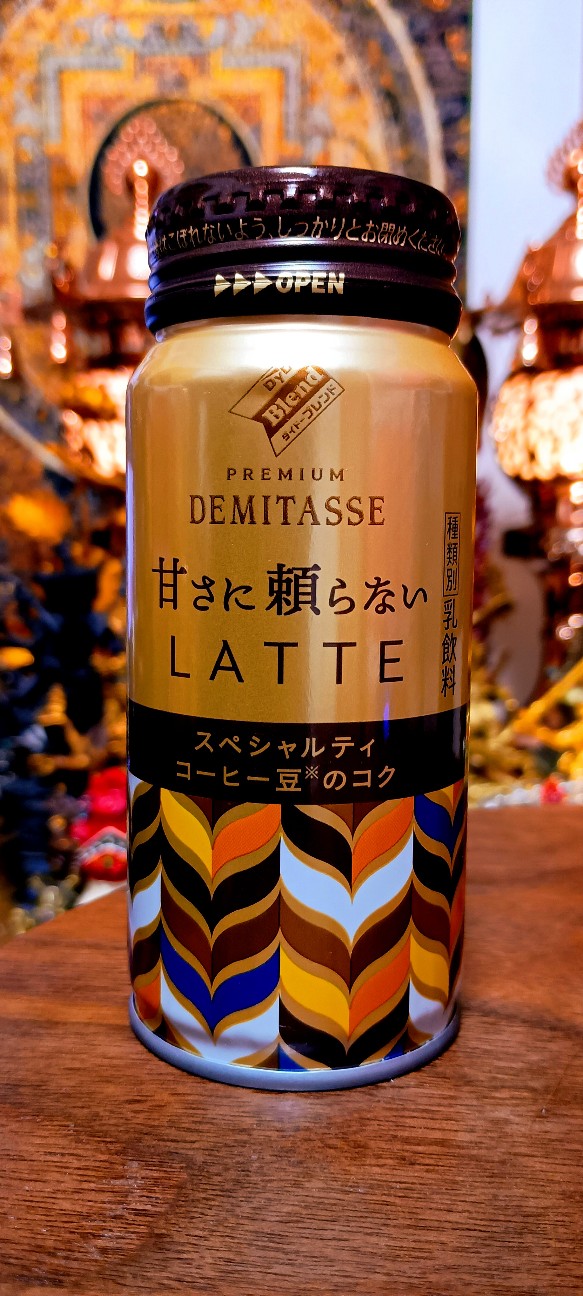 はこぼれないよう、しっかりとお閉めください
OPEN
DyDo
Blend
ダイドーブレンド
PREMIUM
DEMITASSE
甘さに頼らない
LATTE
種類別 乳飲料
スペシャルティ
コーヒー豆※のコク